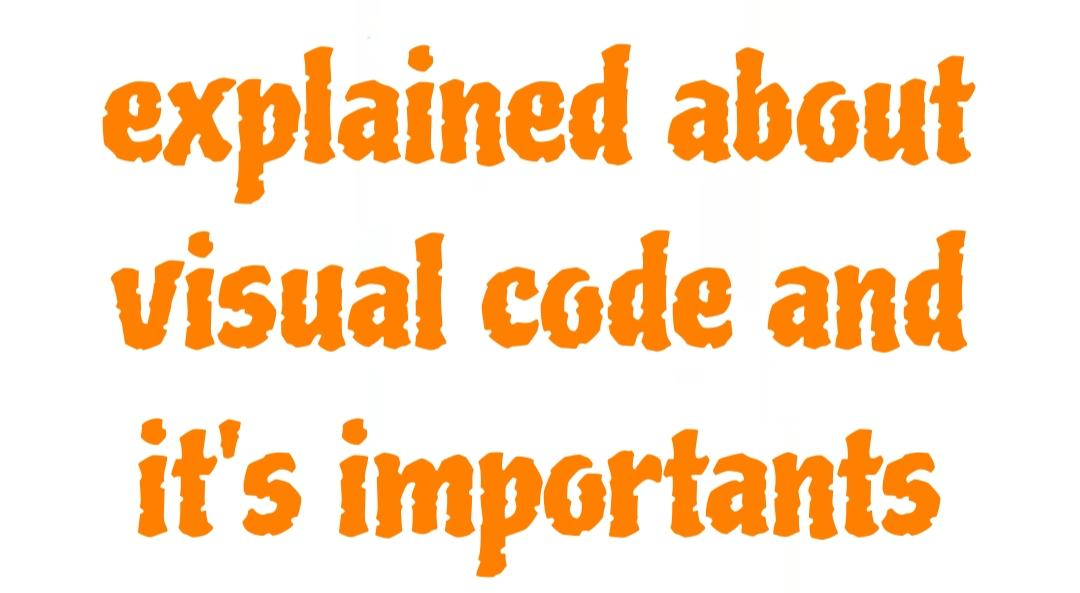 explained about
visual code and
it's importants